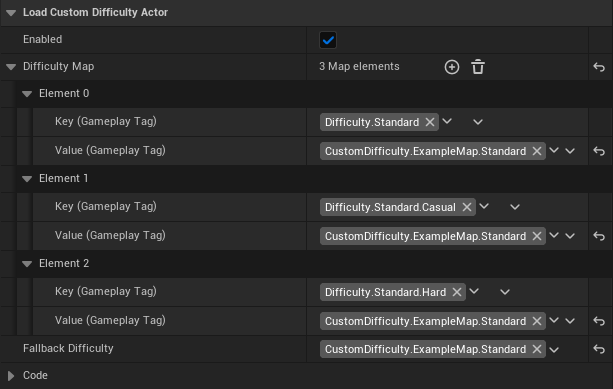 Load Custom Difficulty Actor
Enabled
Difficulty Map 3 Map elements
Element 0
Key (Gameplay Tag) Difficulty.Standard
Value (Gameplay Tag) CustomDifficulty.ExampleMap.Standard
Element 1
Key (Gameplay Tag) Difficulty.Standard.Casual
Value (Gameplay Tag) CustomDifficulty.ExampleMap.Standard
Element 2
Key (Gameplay Tag) Difficulty.Standard.Hard
Value (Gameplay Tag) CustomDifficulty.ExampleMap.Standard
Fallback Difficulty CustomDifficulty.ExampleMap.Standard
Code